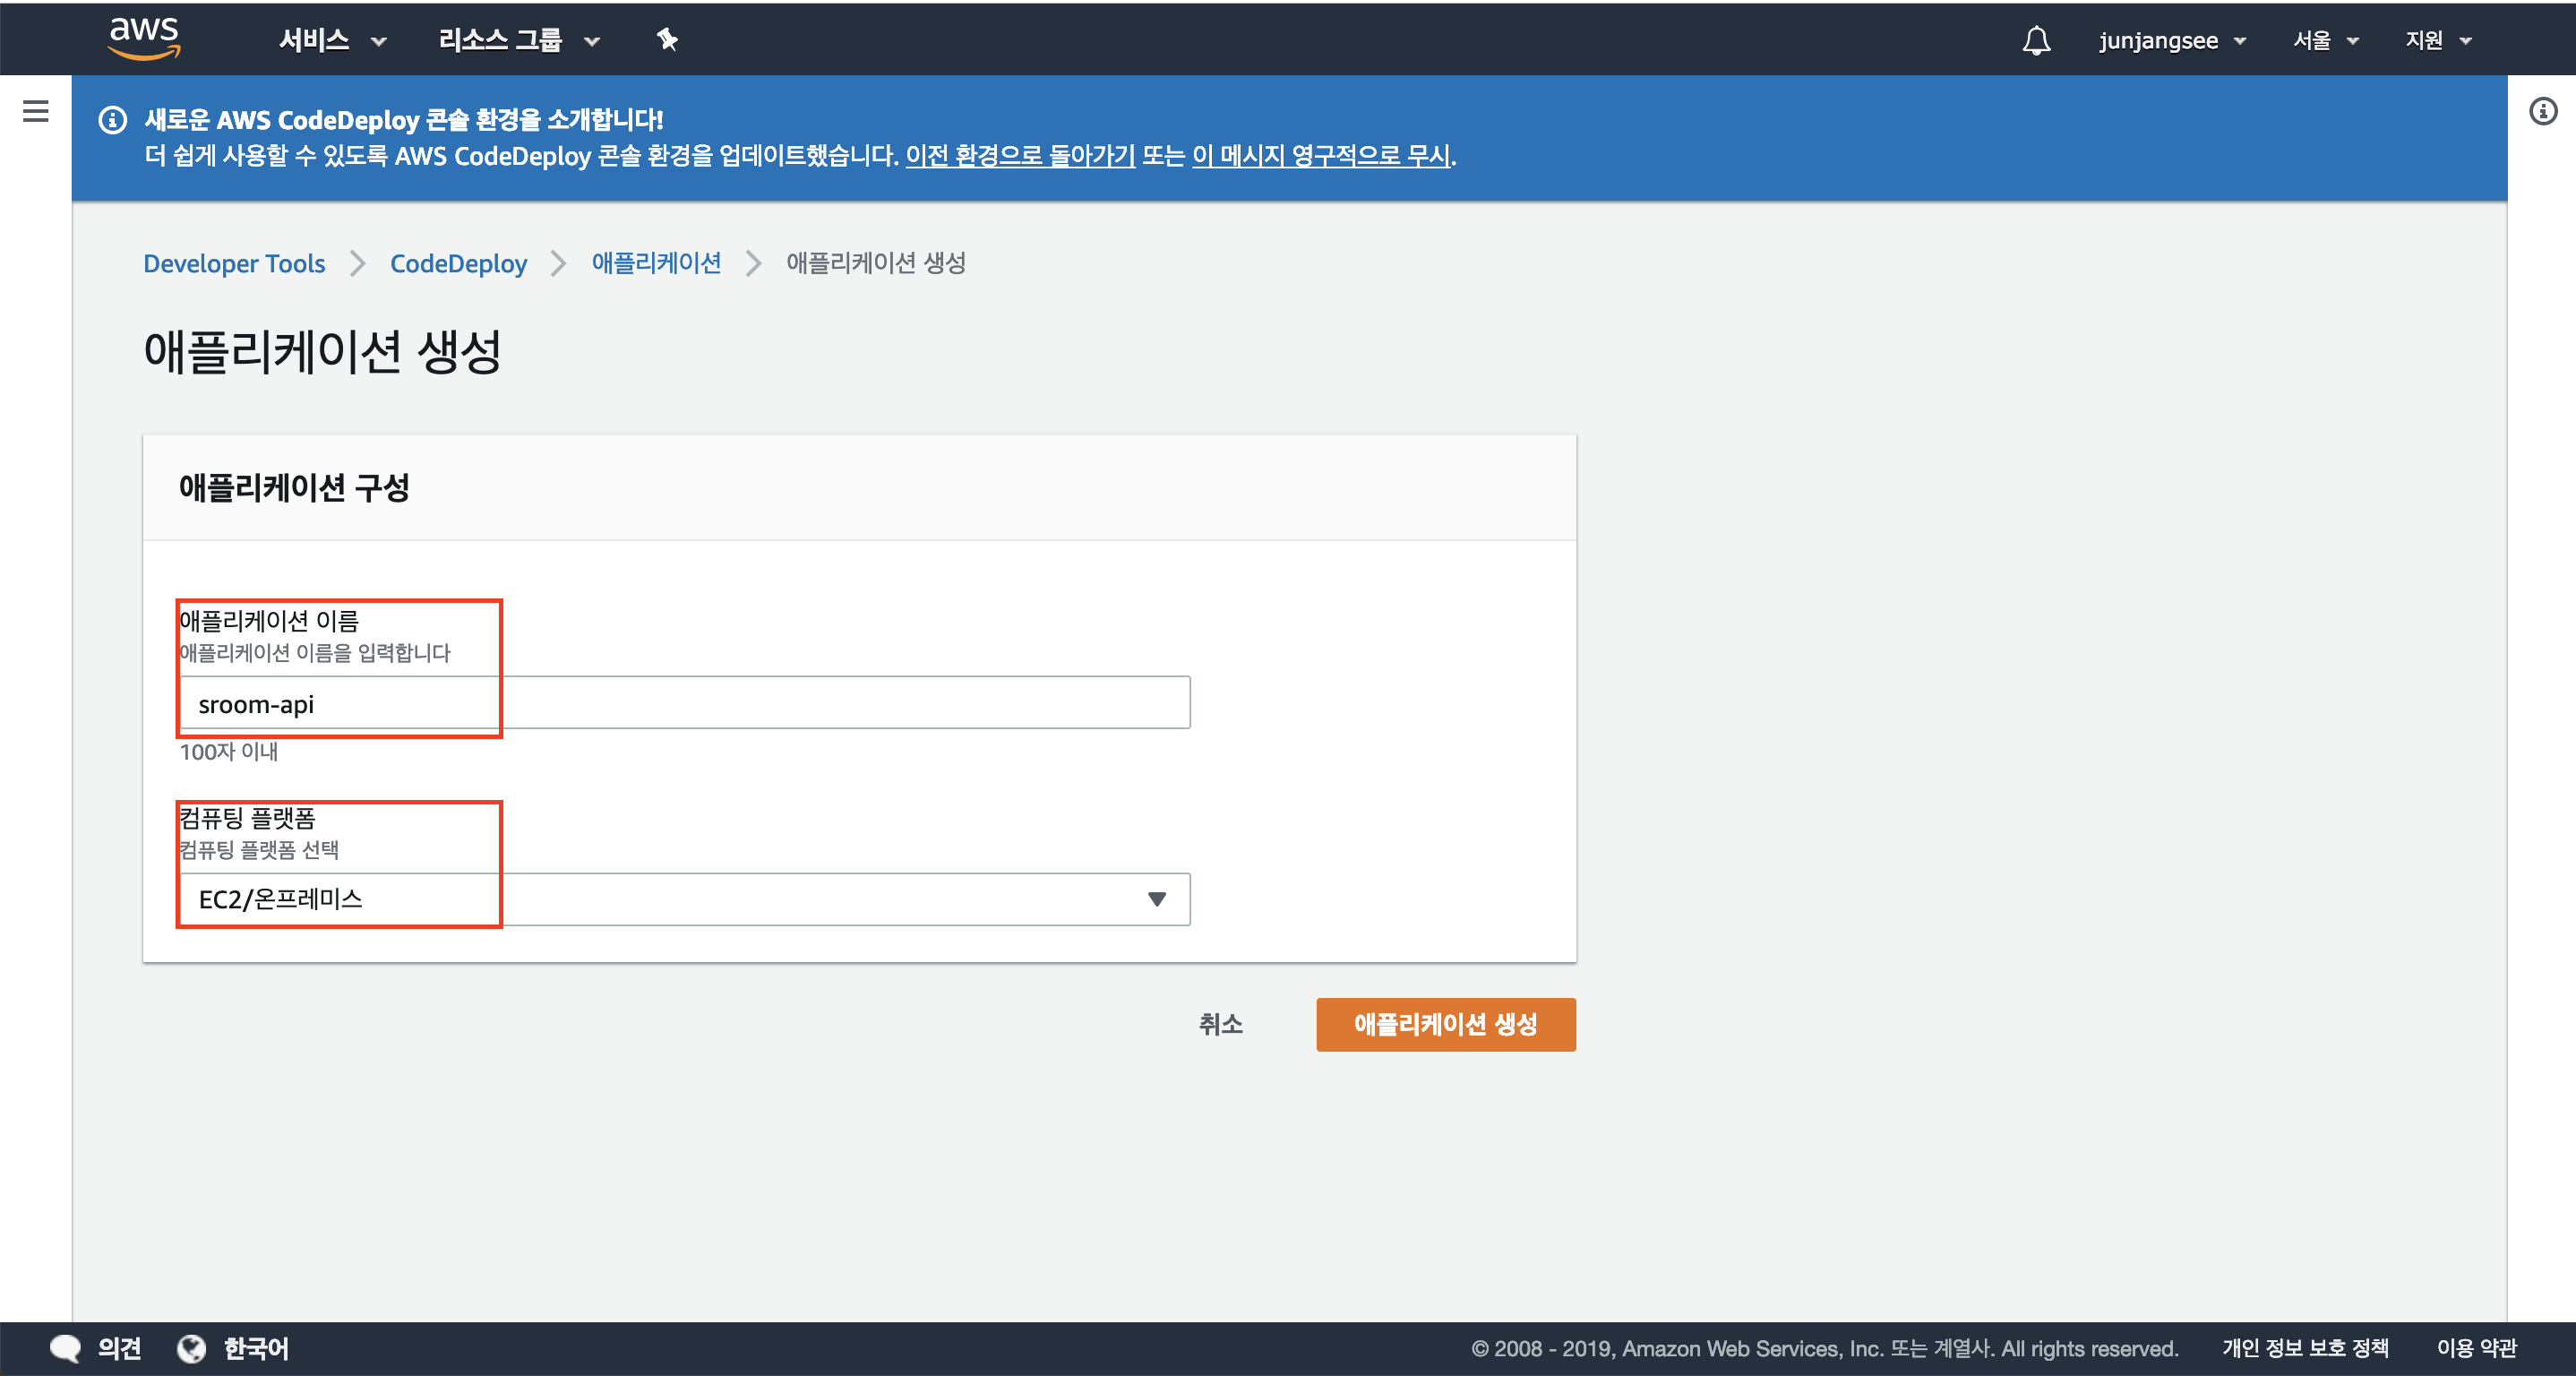 aws 서비스 리소스 그룹 junjangsee 서울 지원
새로운 AWS CodeDeploy 콘솔 환경을 소개합니다!
더 쉽게 사용할 수 있도록 AWS CodeDeploy 콘솔 환경을 업데이트했습니다. 이전 환경으로 돌아가기 또는 이 메시지 영구적으로 무시.
Developer Tools CodeDeploy 애플리케이션 애플리케이션 생성
애플리케이션 생성
애플리케이션 구성
애플리케이션 이름
애플리케이션 이름을 입력합니다
sroom-api
100자 이내
컴퓨팅 플랫폼
컴퓨팅 플랫폼 선택
EC2/온프레미스
취소 애플리케이션 생성
의견 한국어 © 2008 - 2019, Amazon Web Services, Inc. 또는 계열사. All rights reserved. 개인 정보 보호 정책 이용 약관